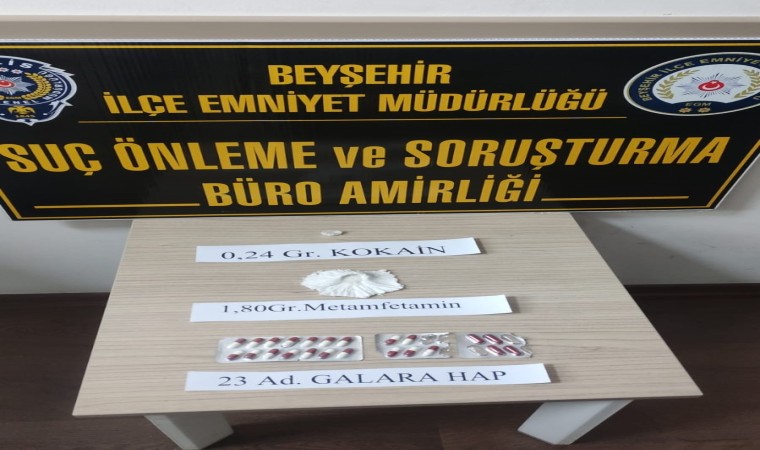 BEYŞEHİR
İLÇE EMNİYET MÜDÜRLÜĞÜ
SUÇ ÖNLEME ve SORUŞTURMA
BÜRO AMİRLİĞİ
EGM
0,24 Gr. KOKAİN
1,80Gr.Metamfetamin
23 Ad. GALARA HAP